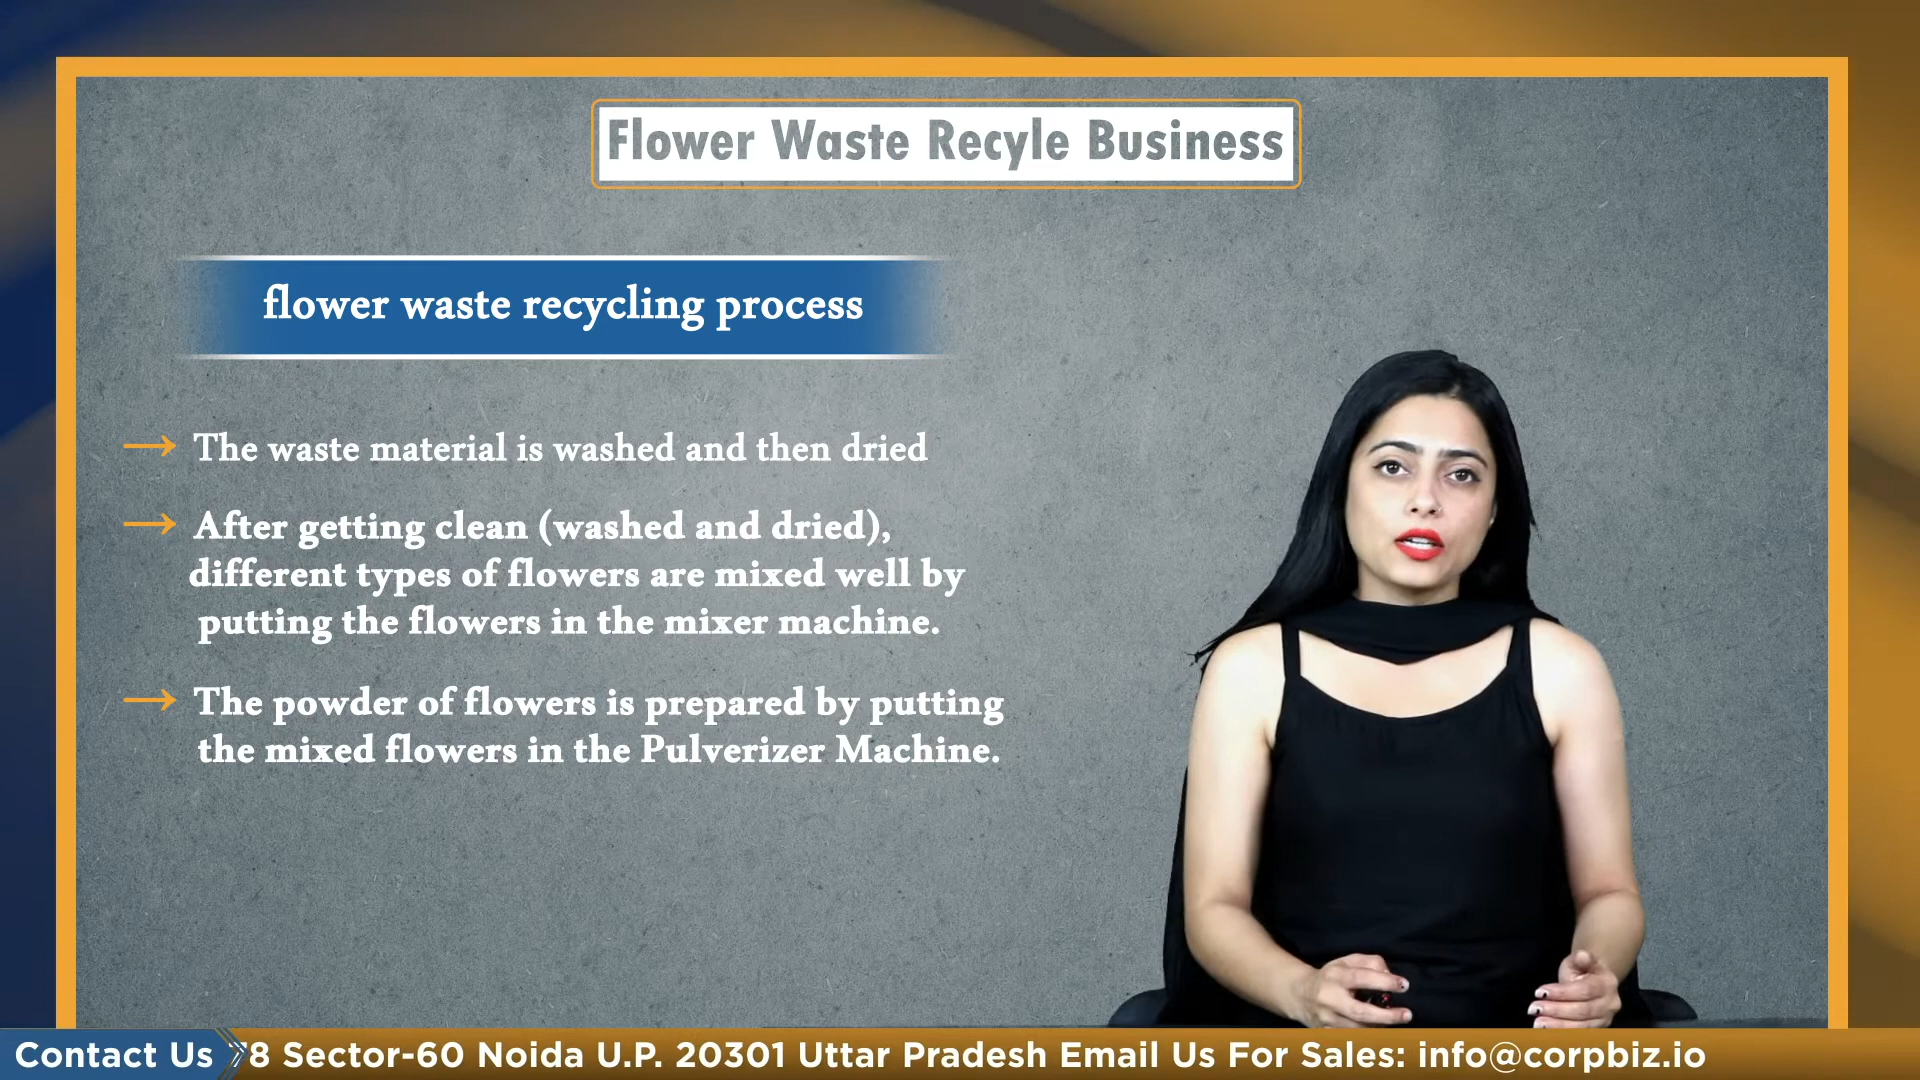 Flower Waste Recyle Business
flower waste recycling process
→ The waste material is washed and then dried
→ After getting clean (washed and dried),
different types of flowers are mixed well by
putting the flowers in the mixer machine.
→ The powder of flowers is prepared by putting
the mixed flowers in the Pulverizer Machine.
Contact Us 8 Sector-60 Noida U.P. 20301 Uttar Pradesh Email Us For Sales: info@corpbiz.io